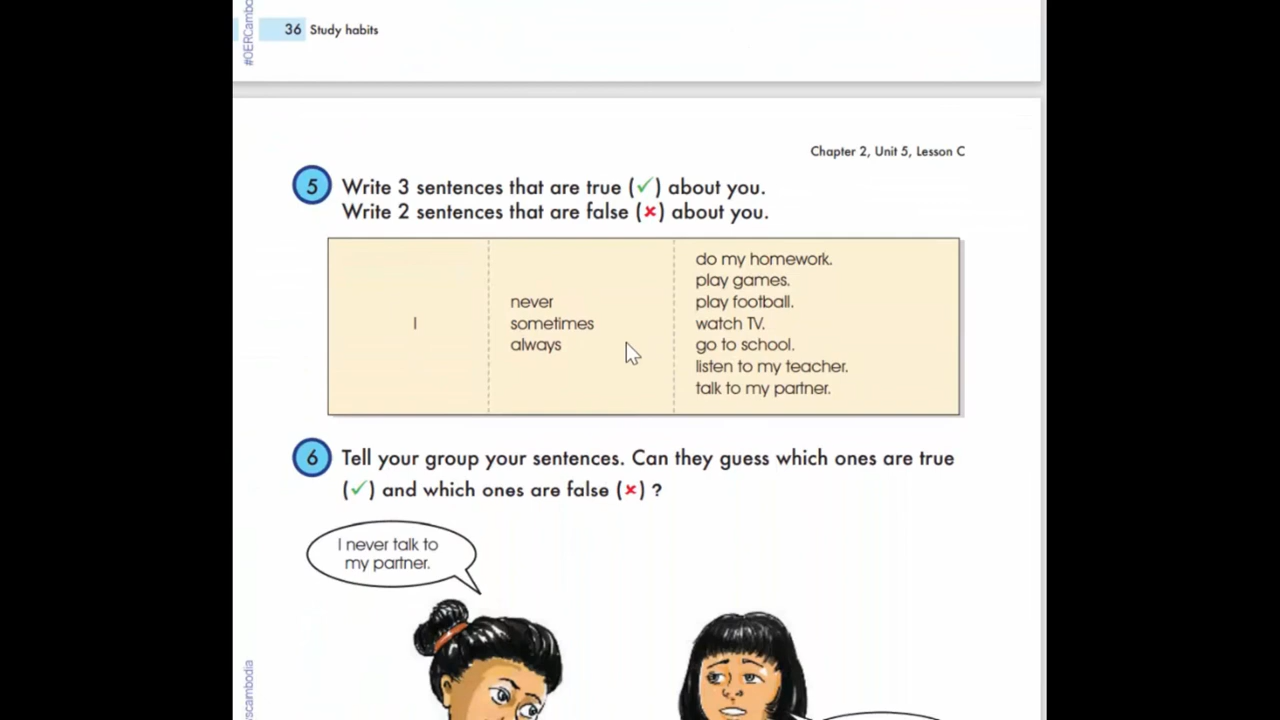 #OERCambo
36 Study habits
Chapter 2, Unit 5, Lesson C
5 Write 3 sentences that are true (✓) about you.
Write 2 sentences that are false (✗) about you.
I
never
sometimes
always
do my homework.
play games.
play football.
watch TV.
go to school.
listen to my teacher.
talk to my partner.
6 Tell your group your sentences. Can they guess which ones are true
(✓) and which ones are false (✗) ?
I never talk to
my partner.
scambodia